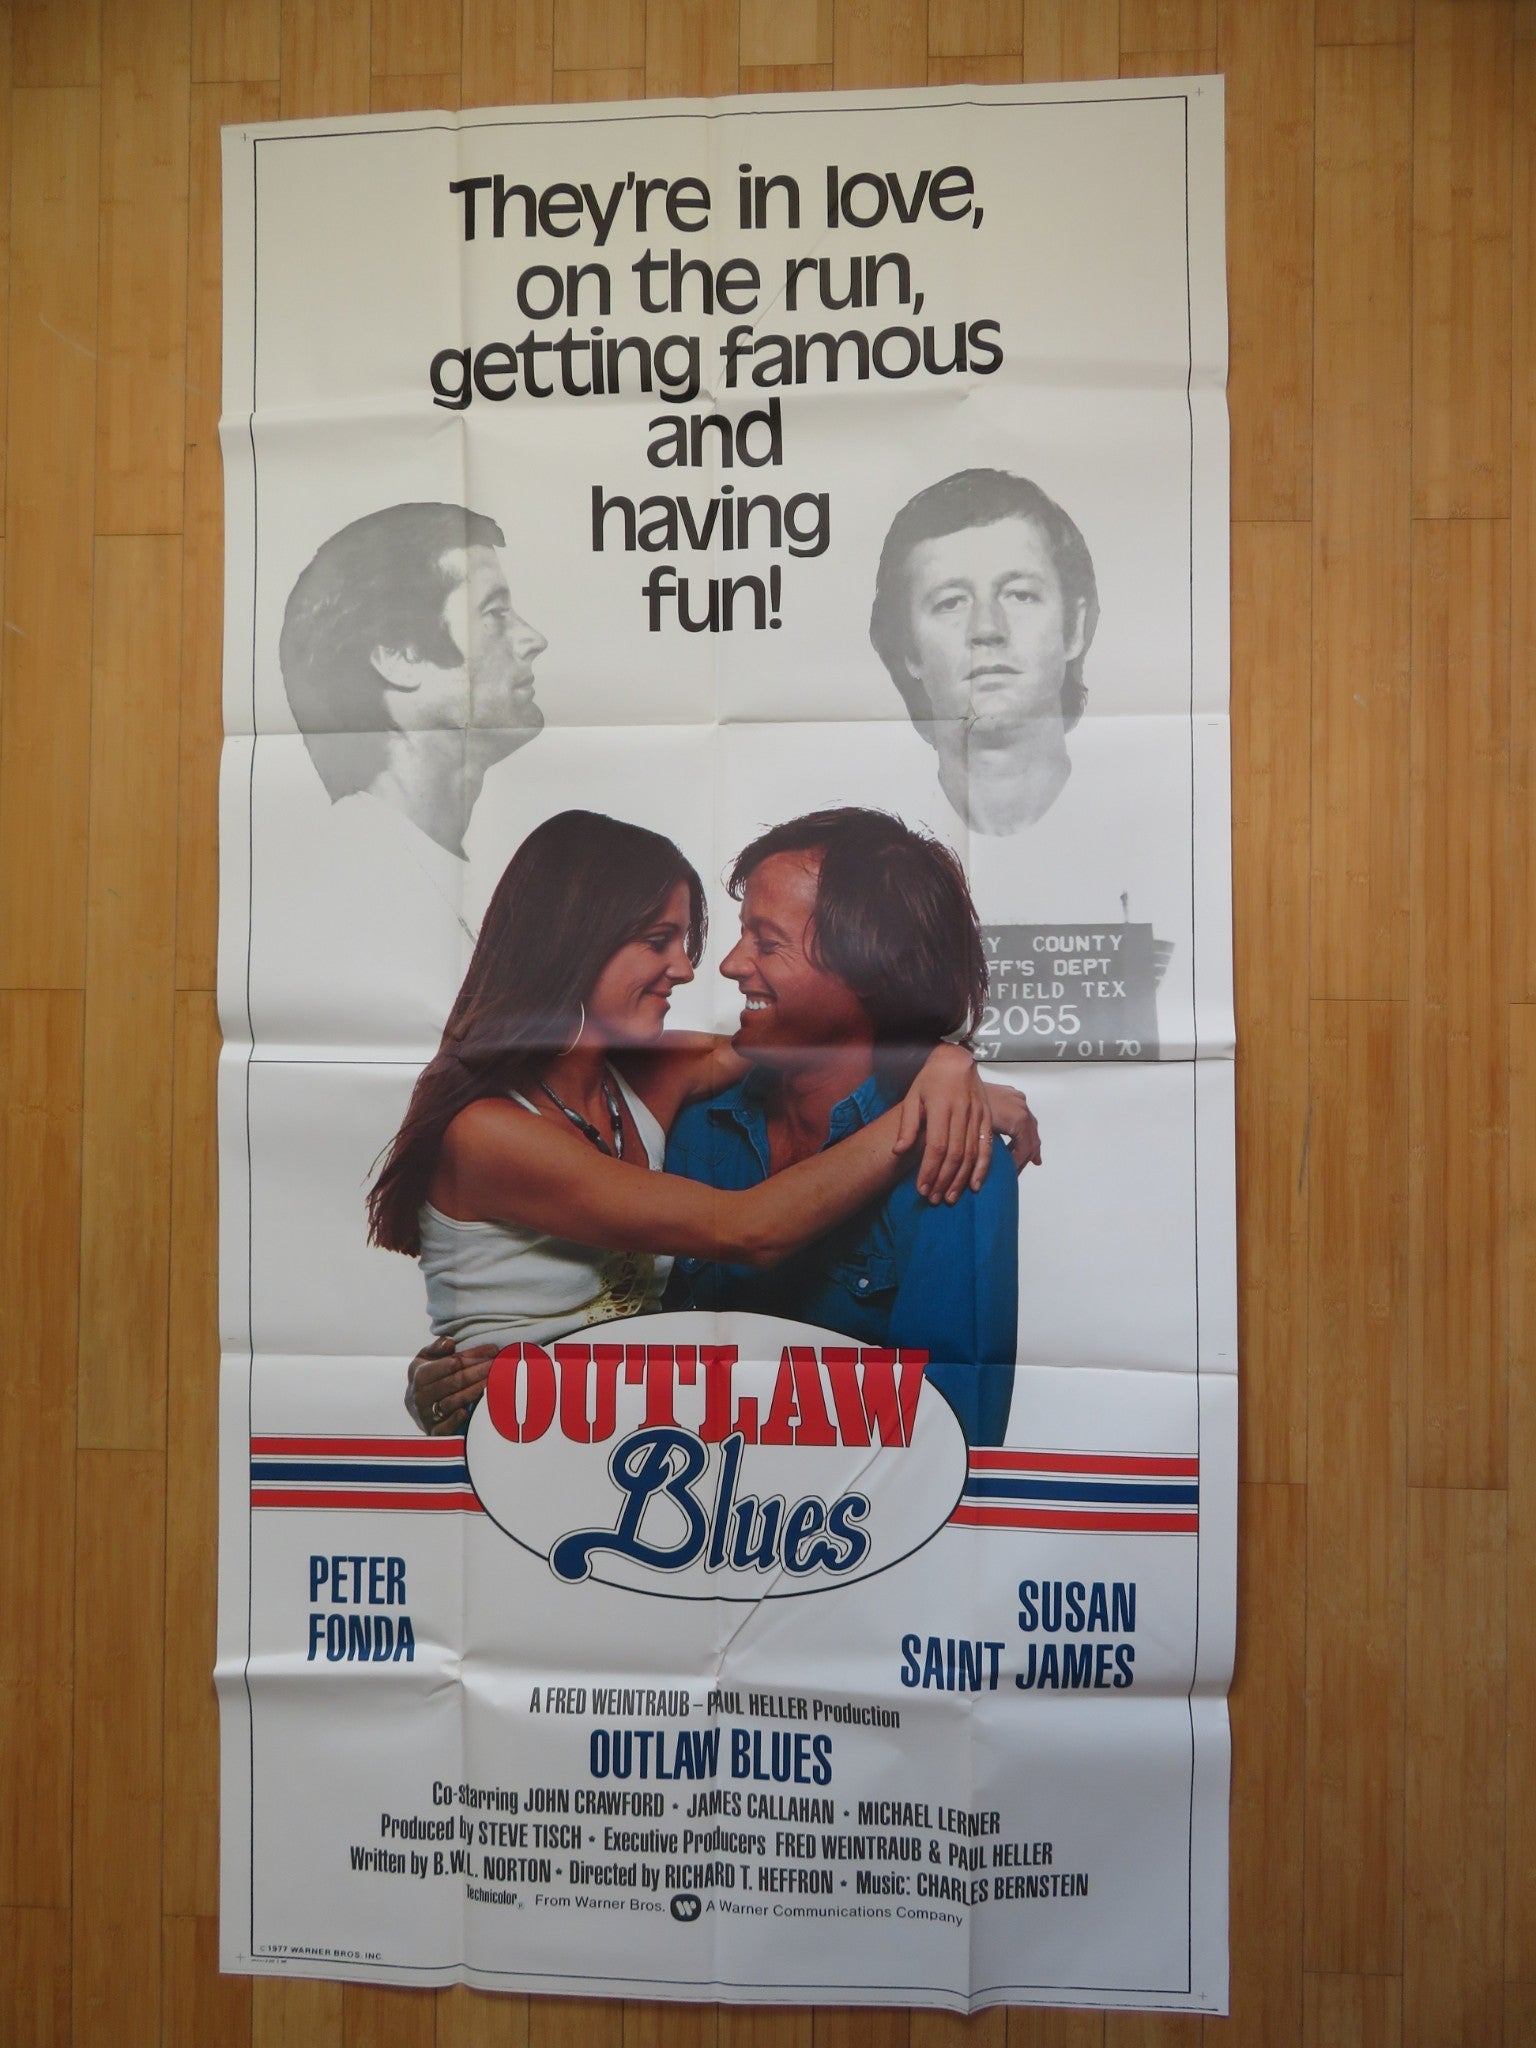 They're in love,
on the run,
getting famous
and
having
fun!
Y COUNTY
FF'S DEPT
FIELD TEX
2055
47 7 01 70
OUTLAW
Blues
PETER
FONDA
SUSAN
SAINT JAMES
A FRED WEINTRAUB – PAUL HELLER Production
OUTLAW BLUES
Co-Starring JOHN CRAWFORD • JAMES CALLAHAN • MICHAEL LERNER
Produced by STEVE TISCH • Executive Producers FRED WEINTRAUB & PAUL HELLER
Written by B.W.L. NORTON • Directed by RICHARD T. HEFFRON • Music: CHARLES BERNSTEIN
Technicolor® From Warner Bros. A Warner Communications Company
©1977 WARNER BROS. INC.